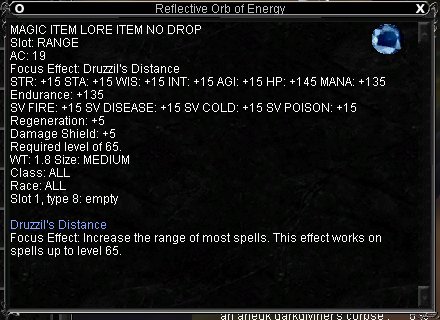 Reflective Orb of Energy
MAGIC ITEM LORE ITEM NO DROP
Slot: RANGE
AC: 19
Focus Effect: Druzzil's Distance
STR: +15 STA: +15 WIS: +15 INT: +15 AGI: +15 HP: +145 MANA: +135
Endurance: +135
SV FIRE: +15 SV DISEASE: +15 SV COLD: +15 SV POISON: +15
Regeneration: +5
Damage Shield: +5
Required level of 65.
WT: 1.8 Size: MEDIUM
Class: ALL
Race: ALL
Slot 1, type 8: empty
Druzzil's Distance
Focus Effect: Increase the range of most spells. This effect works on
spells up to level 65.
an aneuk darkdiviner's corpse